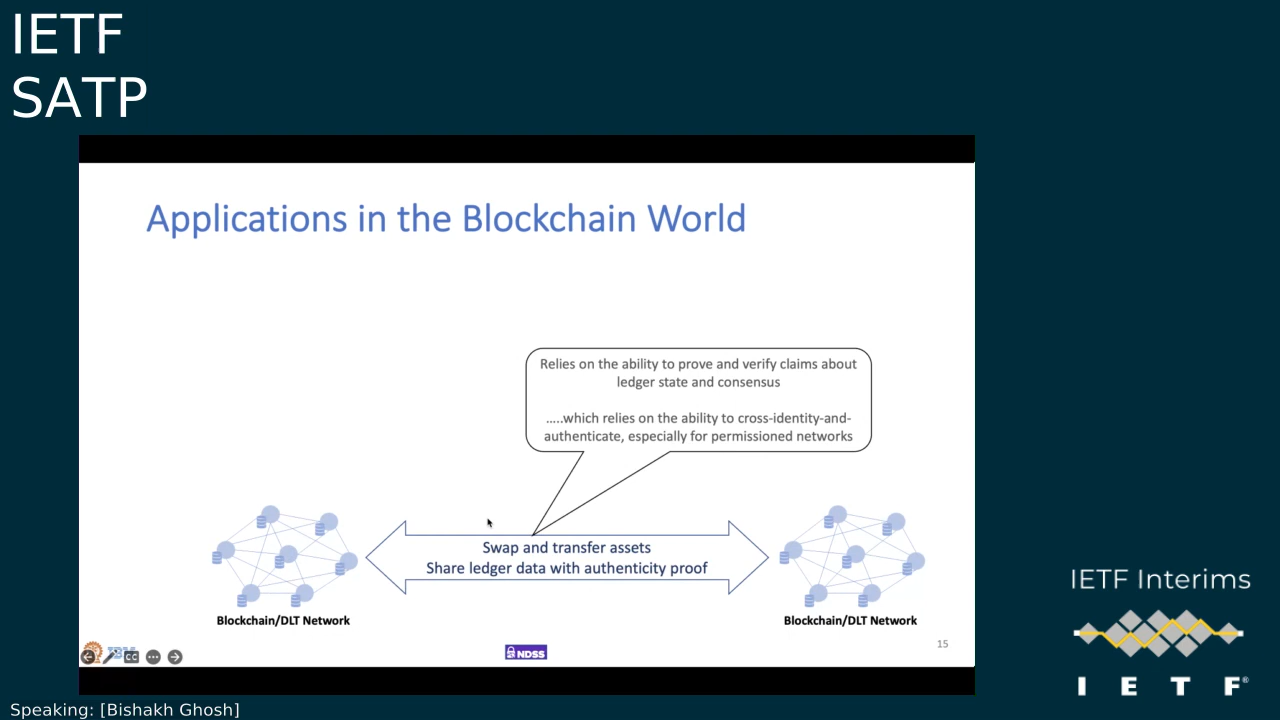 IETF
SATP
Applications in the Blockchain World
Relies on the ability to prove and verify claims about
ledger state and consensus
.....which relies on the ability to cross-identity-and-
authenticate, especially for permissioned networks
Swap and transfer assets
Share ledger data with authenticity proof
Blockchain/DLT Network
Blockchain/DLT Network
CC
NDSS
15
IETF Interims
I E T F®
Speaking: [Bishakh Ghosh]